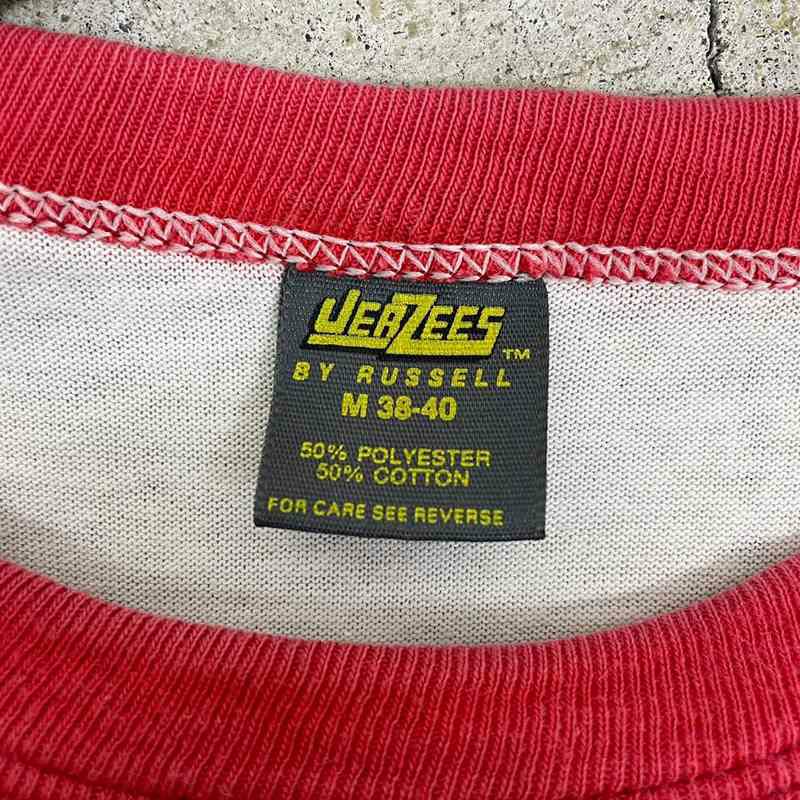 JERZEES™
BY RUSSELL
M 38-40
50% POLYESTER
50% COTTON
FOR CARE SEE REVERSE